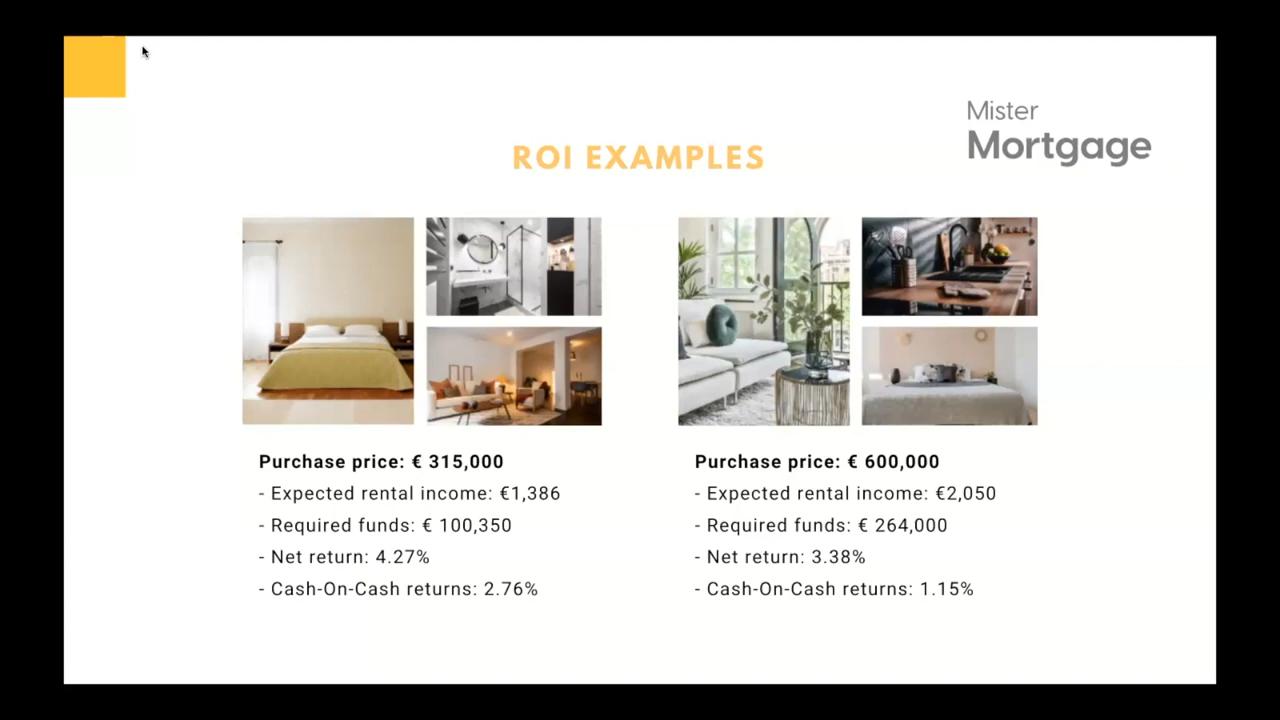 Mister
Mortgage
ROI EXAMPLES
Purchase price: € 315,000
- Expected rental income: €1,386
- Required funds: € 100,350
- Net return: 4.27%
- Cash-On-Cash returns: 2.76%
Purchase price: € 600,000
- Expected rental income: €2,050
- Required funds: € 264,000
- Net return: 3.38%
- Cash-On-Cash returns: 1.15%